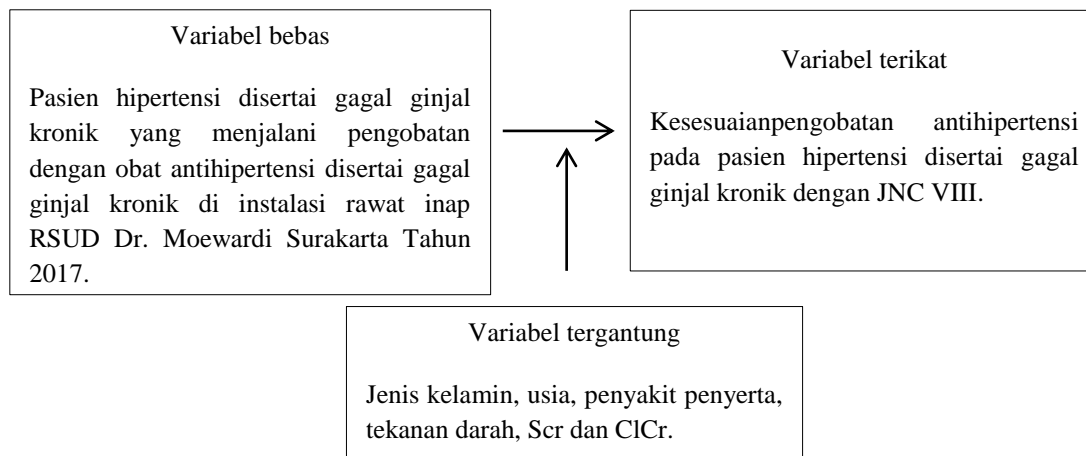 Variabel bebas
Pasien hipertensi disertai gagal ginjal
kronik yang menjalani pengobatan
dengan obat antihipertensi disertai gagal
ginjal kronik di instalasi rawat inap
RSUD Dr. Moewardi Surakarta Tahun
2017.
Variabel terikat
Kesesuaianpengobatan antihipertensi
pada pasien hipertensi disertai gagal
ginjal kronik dengan JNC VIII.
Variabel tergantung
Jenis kelamin, usia, penyakit penyerta,
tekanan darah, Scr dan ClCr.